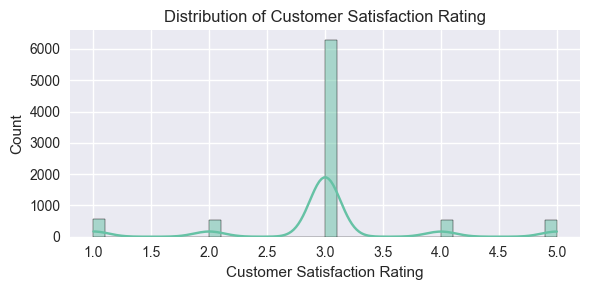 Distribution of Customer Satisfaction Rating
Count
6000
5000
4000
3000
2000
1000
0
1.0 1.5 2.0 2.5 3.0 3.5 4.0 4.5 5.0
Customer Satisfaction Rating